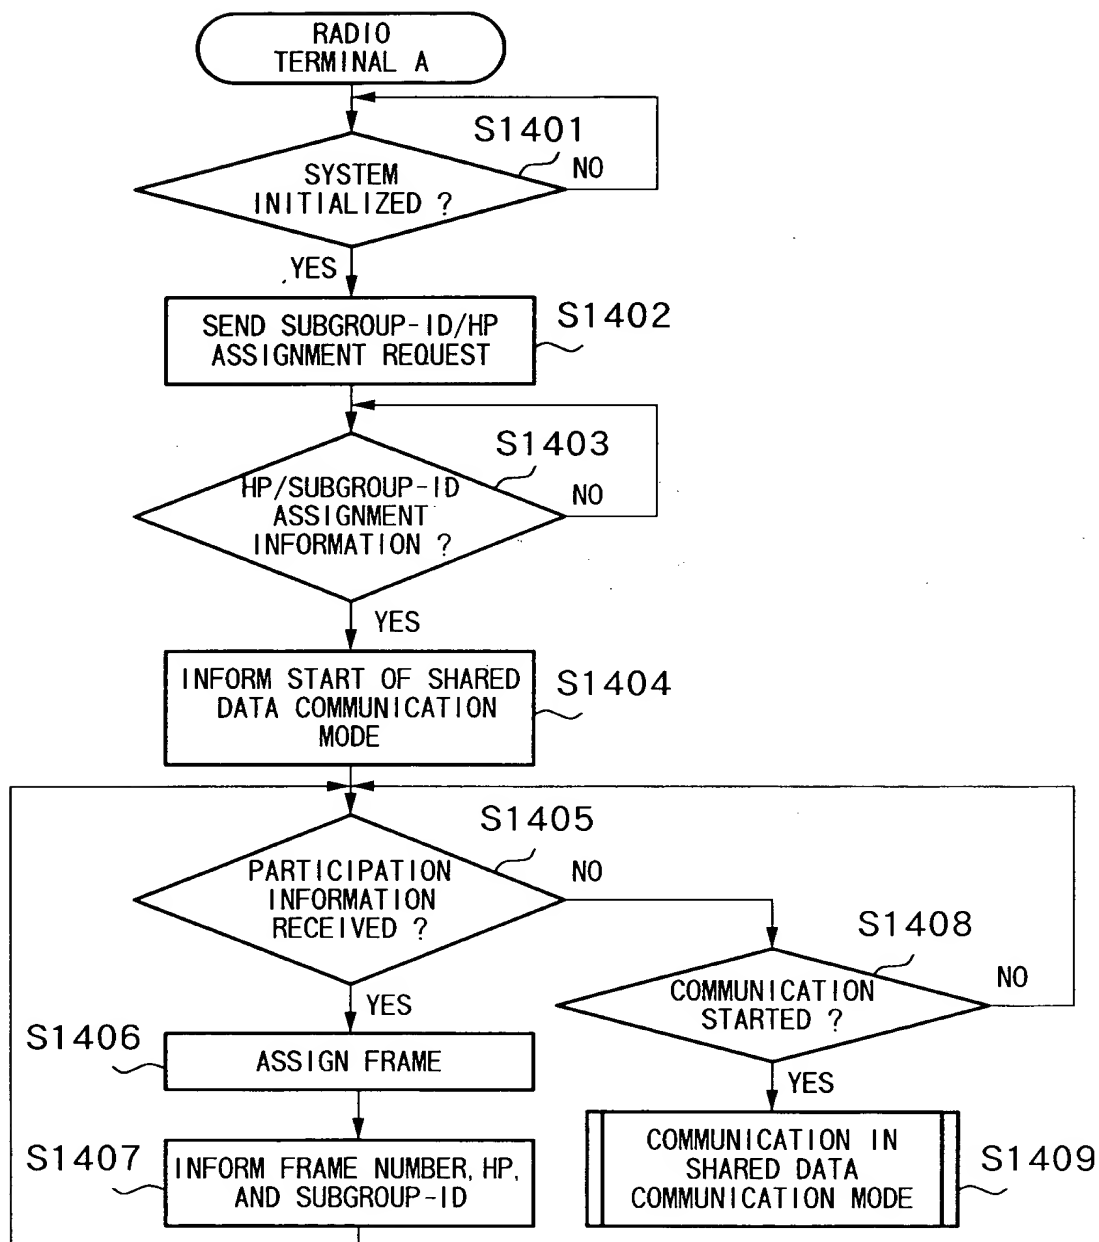 RADIO
TERMINAL A
S1401
SYSTEM
INITIALIZED ?
NO
YES
SEND SUBGROUP-ID/HP
ASSIGNMENT REQUEST
S1402
S1403
HP/SUBGROUP-ID
ASSIGNMENT
INFORMATION ?
NO
YES
INFORM START OF SHARED
DATA COMMUNICATION
MODE
S1404
S1405
PARTICIPATION
INFORMATION
RECEIVED ?
NO
S1408
COMMUNICATION
STARTED ?
NO
YES
S1406
ASSIGN FRAME
YES
S1407
INFORM FRAME NUMBER, HP,
AND SUBGROUP-ID
COMMUNICATION IN
SHARED DATA
COMMUNICATION MODE
S1409